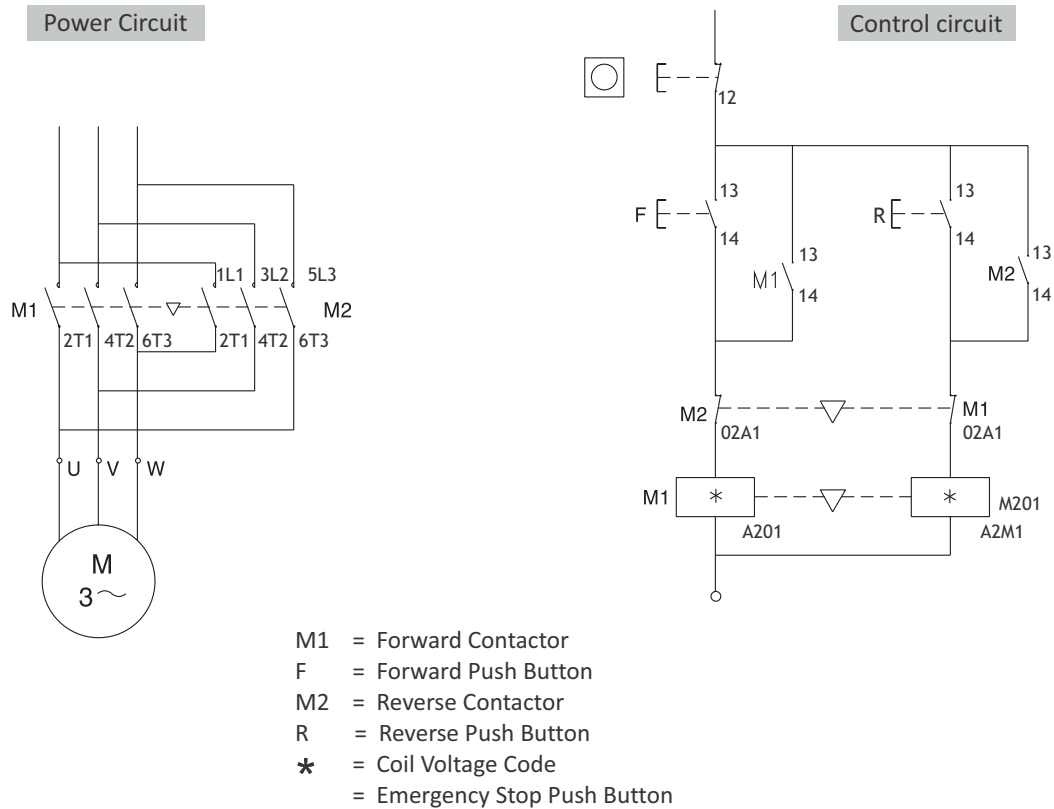 Power Circuit
Control circuit
12
13
F
14
M1
13
14
13
R
14
M2
13
14
1L1 3L2 5L3
M1
M2
2T1 4T2 6T3 2T1 4T2 6T3
U V W
M
3~
M2
02A1
M1
02A1
M1 * * M201
A201
A2M1
M1 = Forward Contactor
F = Forward Push Button
M2 = Reverse Contactor
R = Reverse Push Button
* = Coil Voltage Code
= Emergency Stop Push Button